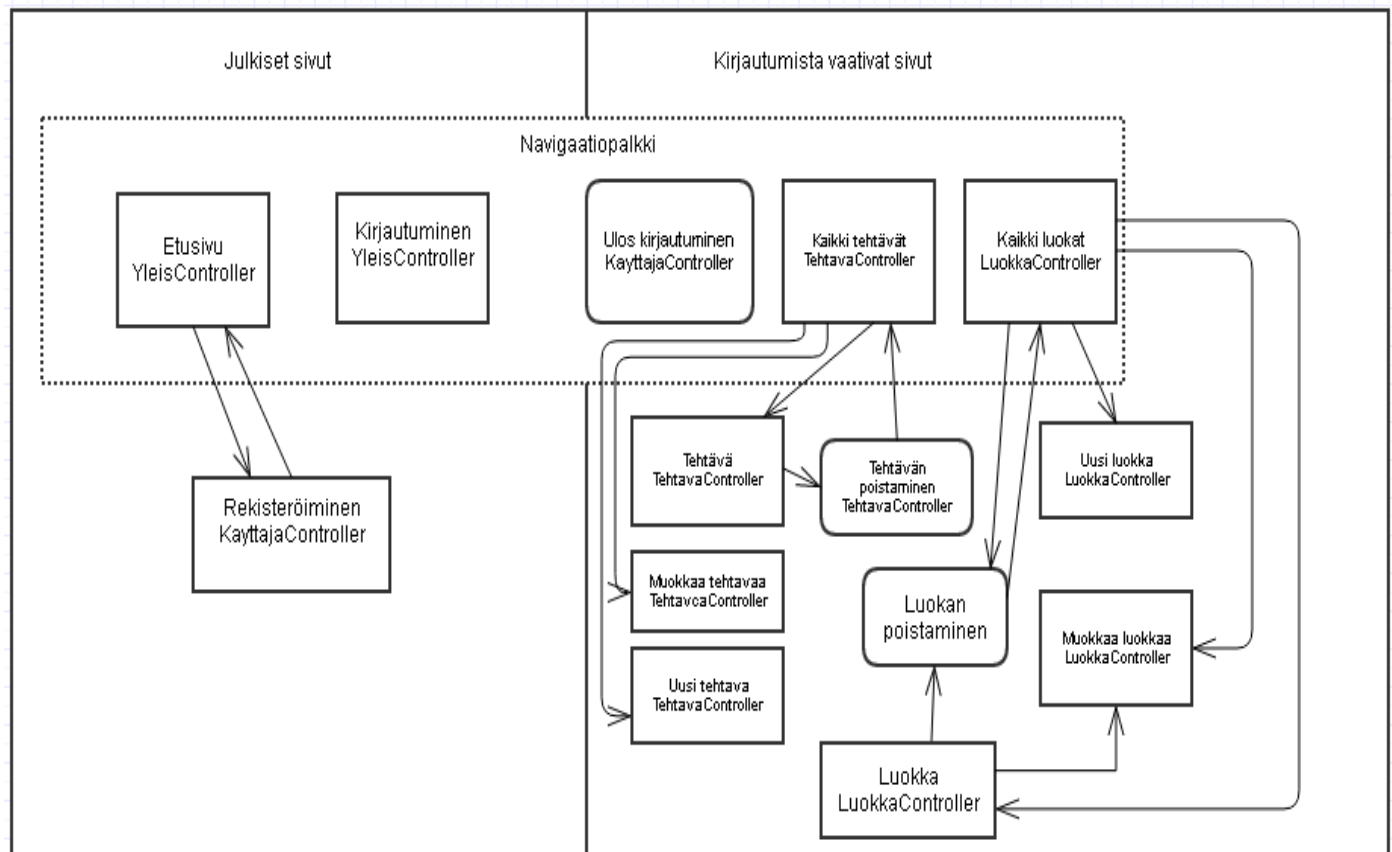 Julkiset sivut
Kirjautumista vaativat sivut
Navigaatiopalkki
Etusivu
YleisController
Kirjautuminen
YleisController
Ulos kirjautuminen
KayttajaController
Kaikki tehtävät
TehtavaController
Kaikki luokat
LuokkaController
Rekisteröiminen
KayttajaController
Tehtävä
TehtavaController
Tehtävän
poistaminen
TehtavaController
Uusi luokka
LuokkaController
Muokkaa tehtavaa
TehtavcaController
Luokan
poistaminen
Muokkaa luokkaa
LuokkaController
Uusi tehtava
TehtavaController
Luokka
LuokkaController